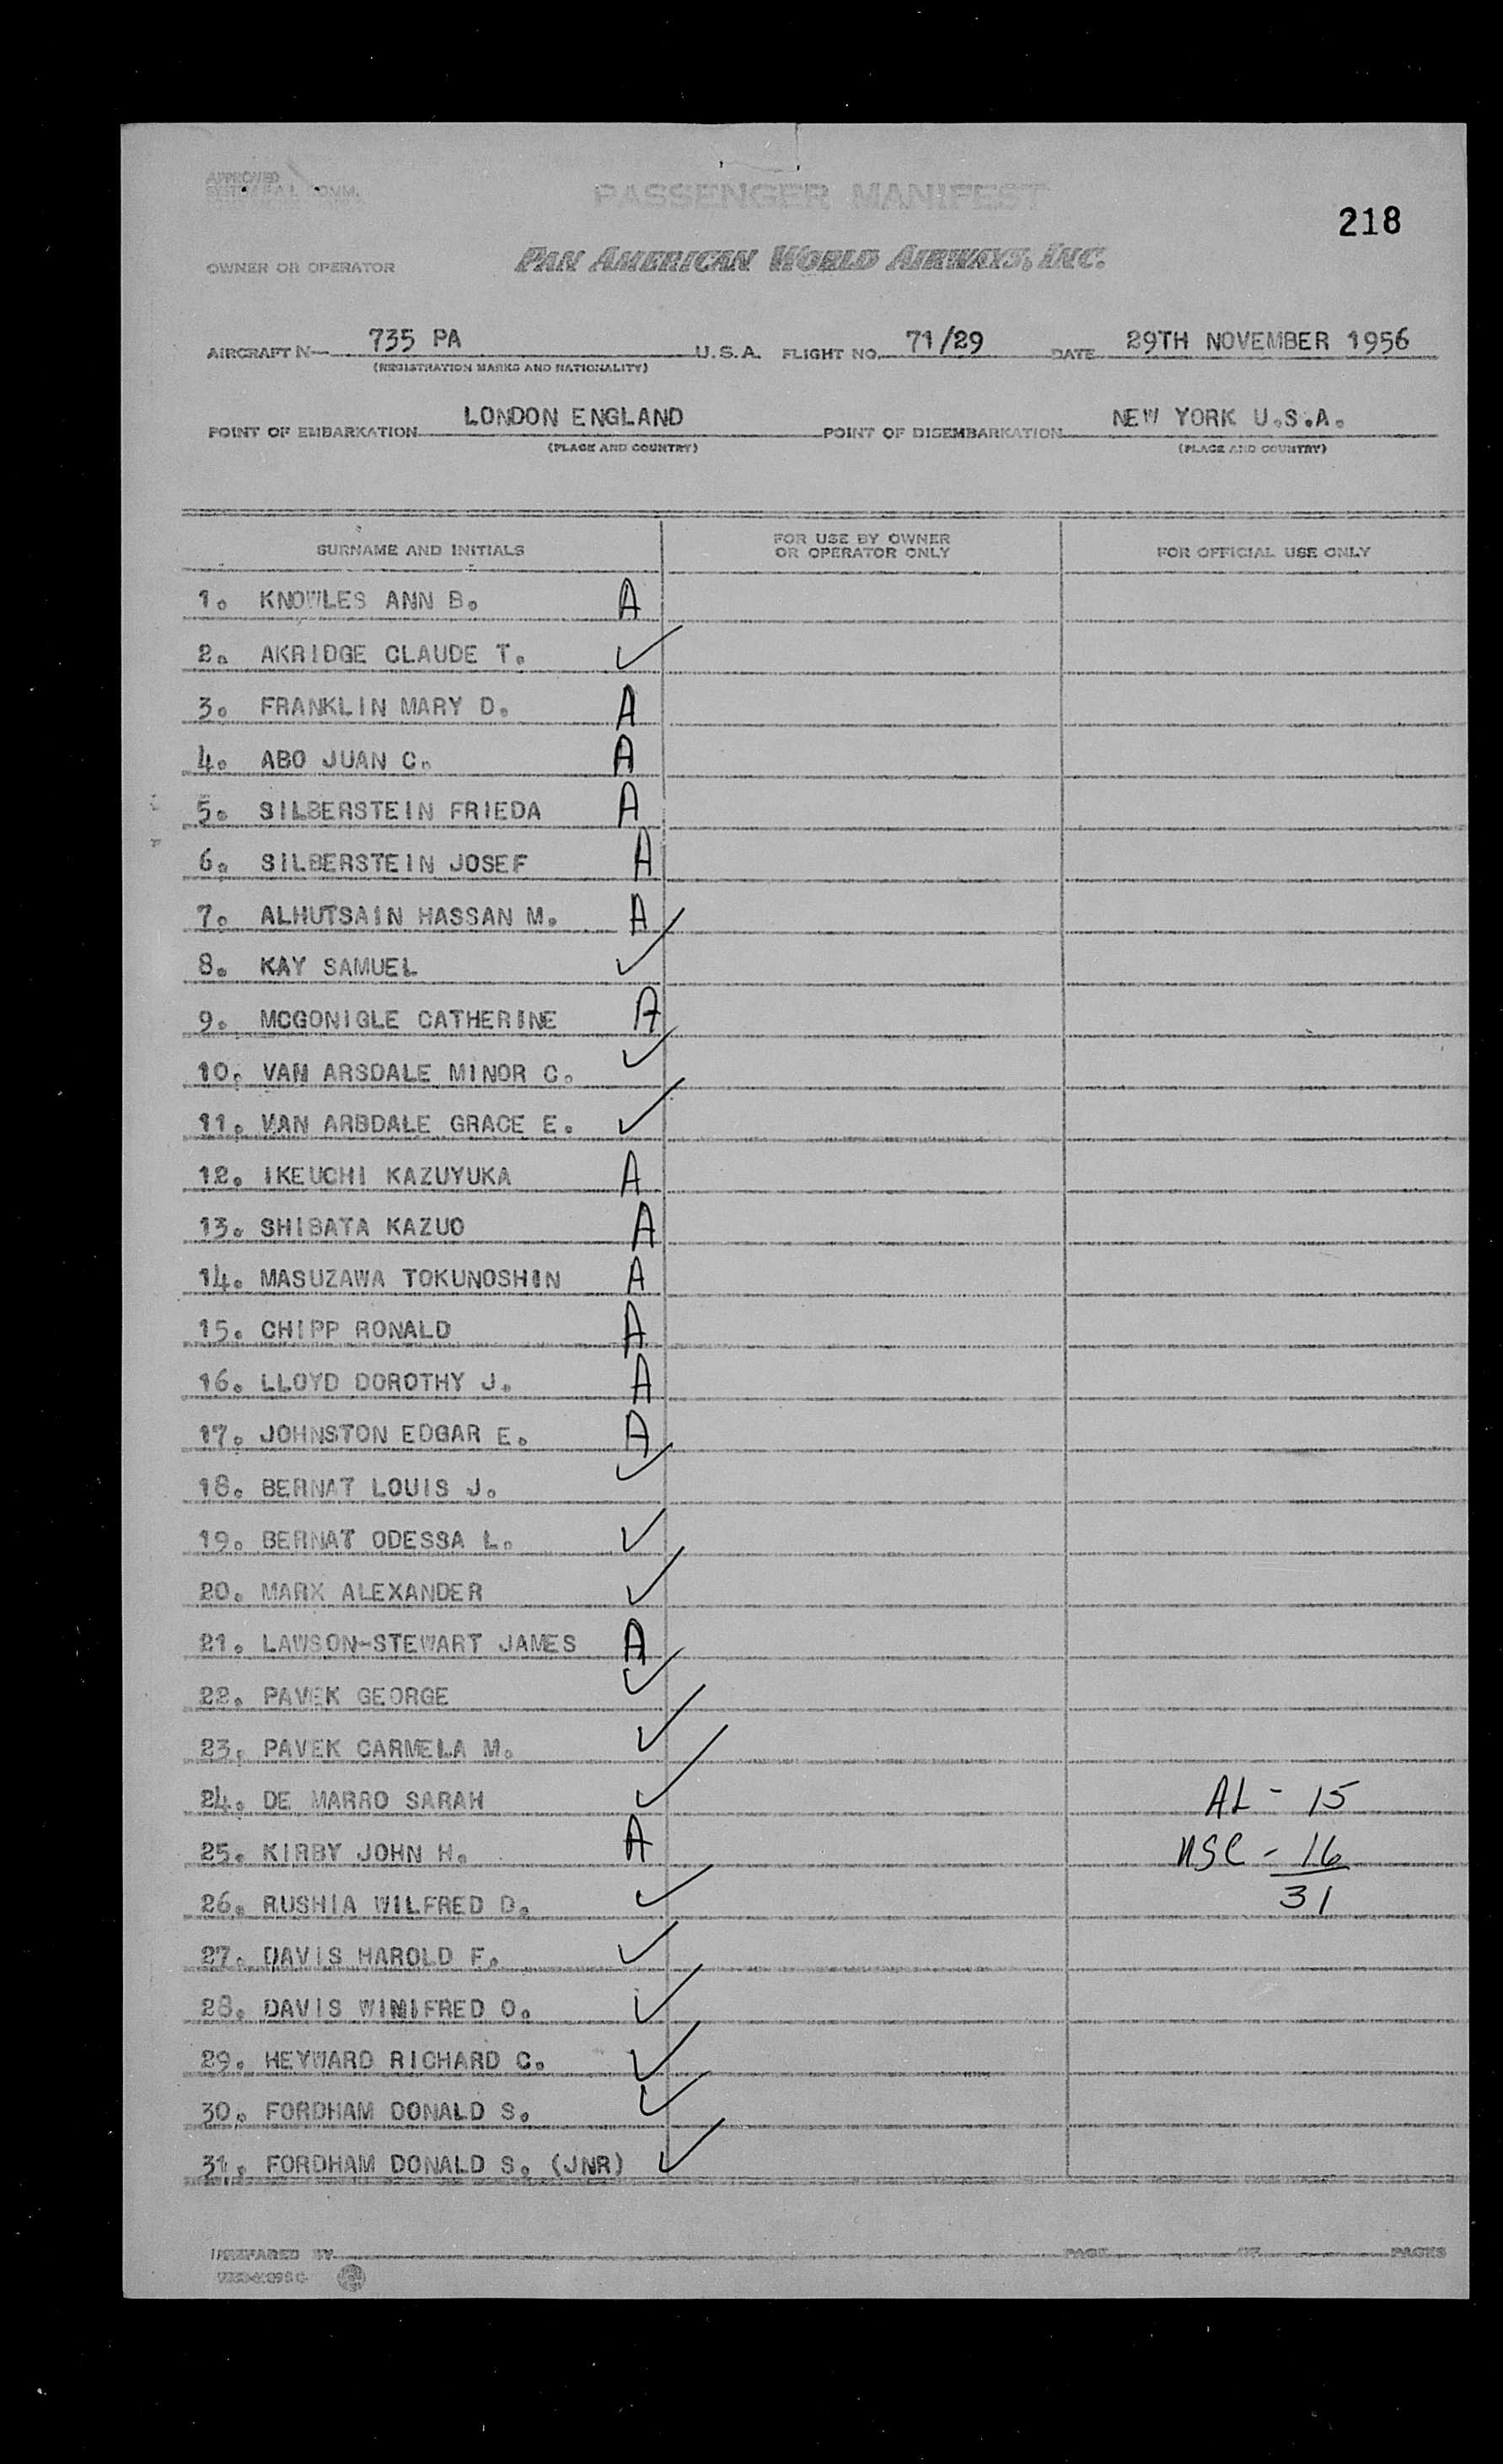 APPROVED
PASSENGER MANIFEST
218
OWNER OR OPERATOR PAN AMERICAN WORLD AIRWAYS, INC.
AIRCRAFT N— 735 PA U.S.A. FLIGHT NO. 71/29 DATE 29TH NOVEMBER 1956
(REGISTRATION MARKS AND NATIONALITY)
POINT OF EMBARKATION LONDON ENGLAND POINT OF DISEMBARKATION NEW YORK U.S.A.
(PLACE AND COUNTRY) (PLACE AND COUNTRY)
SURNAME AND INITIALS FOR USE BY OWNER OR OPERATOR ONLY FOR OFFICIAL USE ONLY
1. KNOWLES ANN B. A
2. AKRIDGE CLAUDE T. ✓
3. FRANKLIN MARY D. A
4. ABO JUAN C. A
5. SILBERSTEIN FRIEDA A
6. SILBERSTEIN JOSEF A
7. ALHUTSAIN HASSAN M. A
8. KAY SAMUEL ✓
9. MCGONIGLE CATHERINE A
10. VAN ARSDALE MINOR C. ✓
11. VAN ARBDALE GRACE E. ✓
12. IKEUCHI KAZUYUKA A
13. SHIBATA KAZUO A
14. MASUZAWA TOKUNOSHIN A
15. CHIPP RONALD A
16. LLOYD DOROTHY J. A
17. JOHNSTON EDGAR E. A
18. BERNAT LOUIS J. ✓
19. BERNAT ODESSA L. ✓
20. MARX ALEXANDER ✓
21. LAWSON-STEWART JAMES A
22. PAVEK GEORGE ✓
23. PAVEK CARMELA M. ✓
24. DE MARRO SARAH ✓ AL - 15
25. KIRBY JOHN H. A USC - 16
26. RUSHIA WILFRED D. ✓ 31
27. DAVIS HAROLD F. ✓
28. DAVIS WINIFRED O. ✓
29. HEYWARD RICHARD C. ✓
30. FORDHAM DONALD S. ✓
31. FORDHAM DONALD S. (JNR) ✓
PREPARED BY PAGE OF PAGES